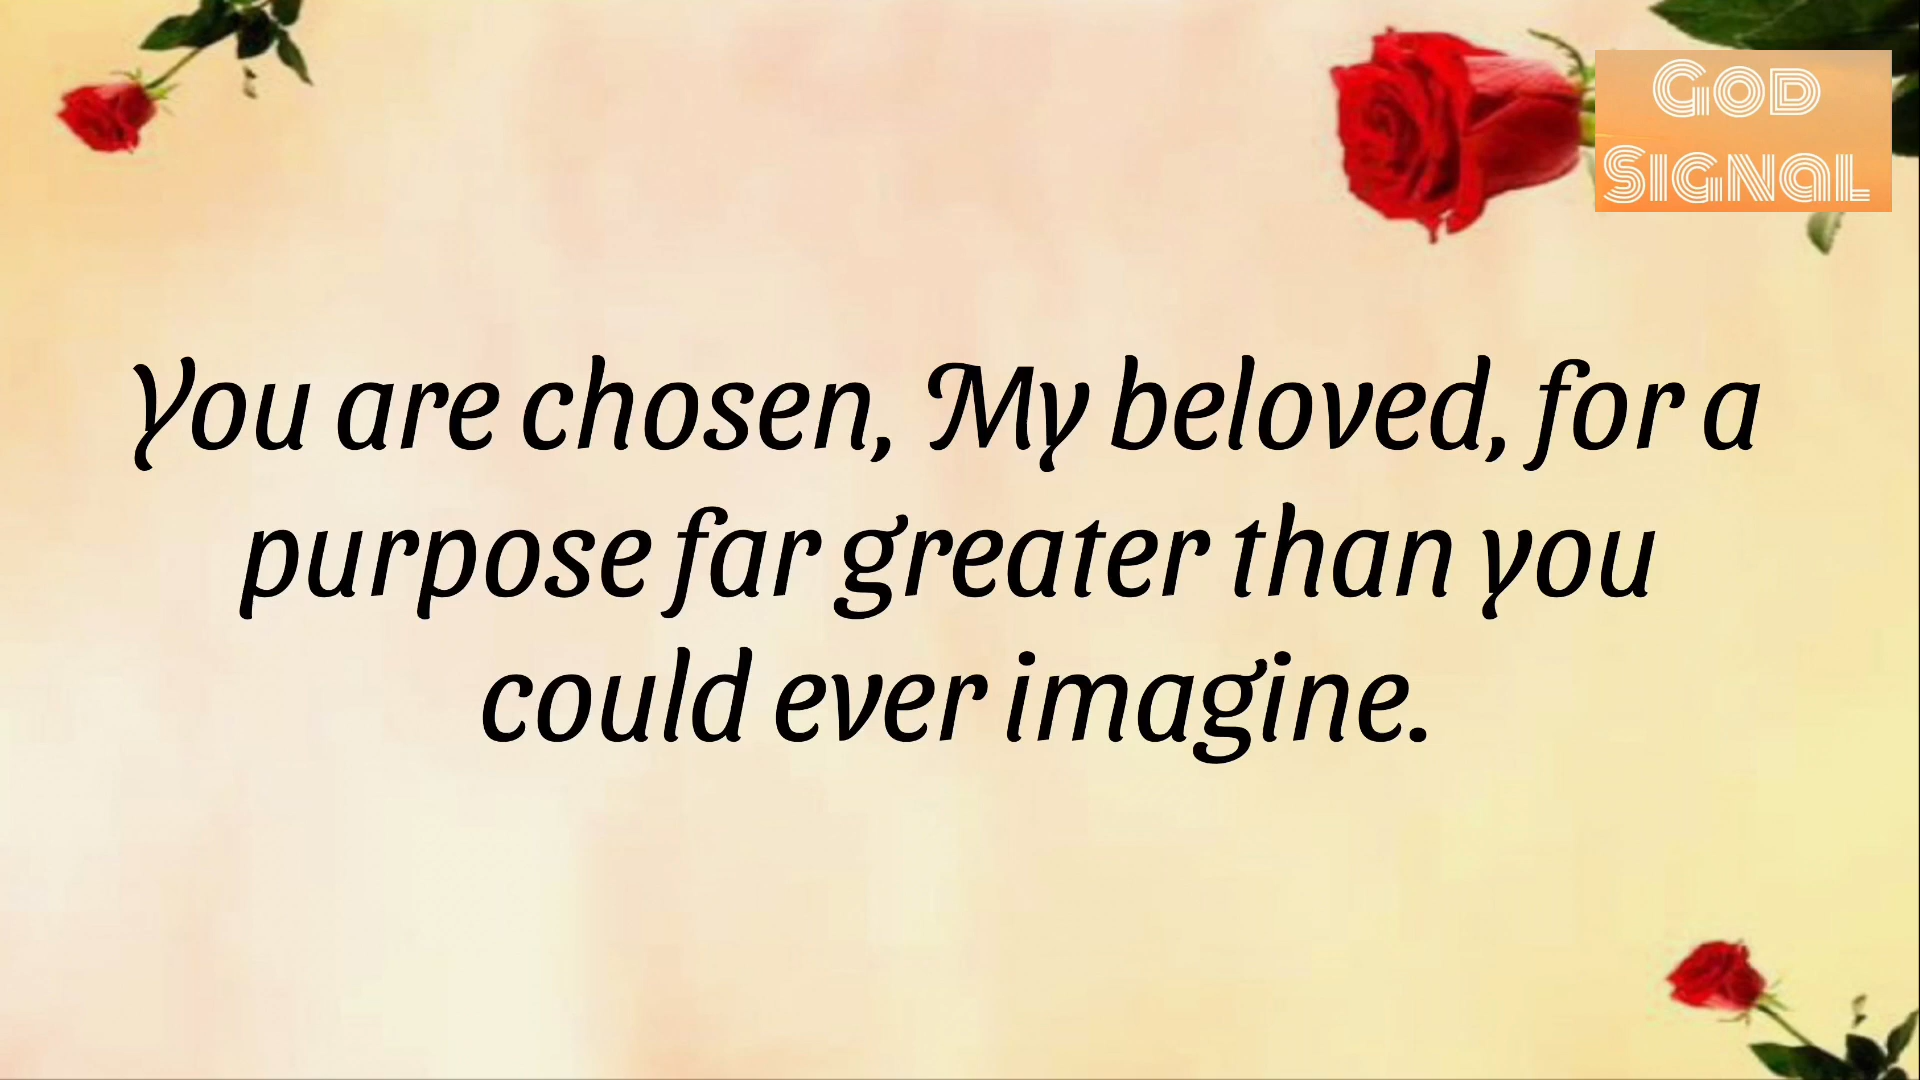 God
Signal
You are chosen, My beloved, for a
purpose far greater than you
could ever imagine.